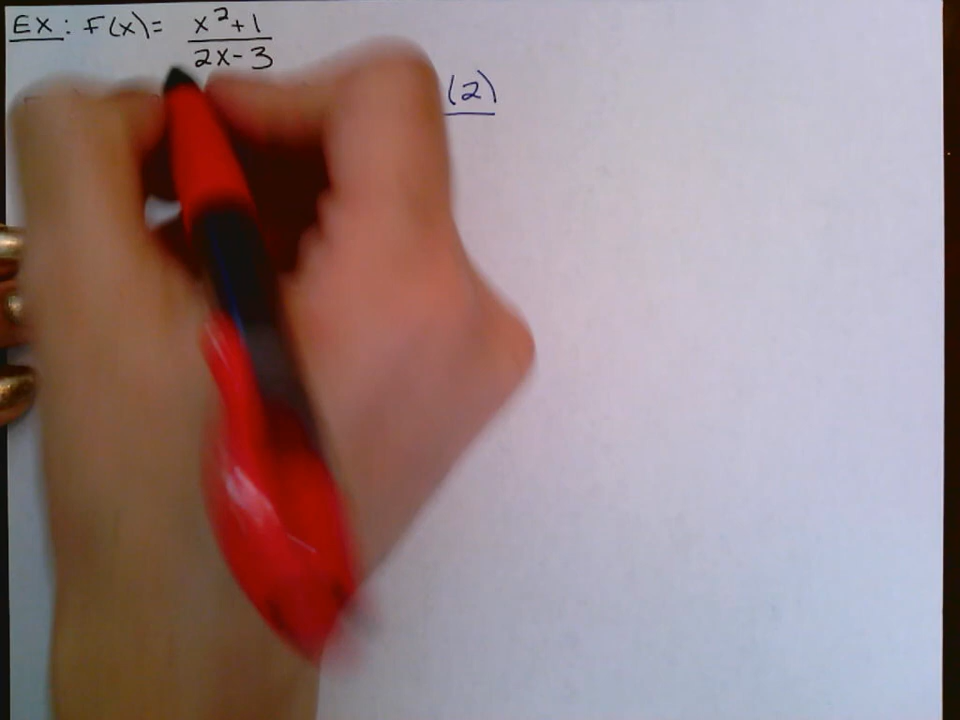 EX: F(x) = x²+1 / 2x-3
(2)